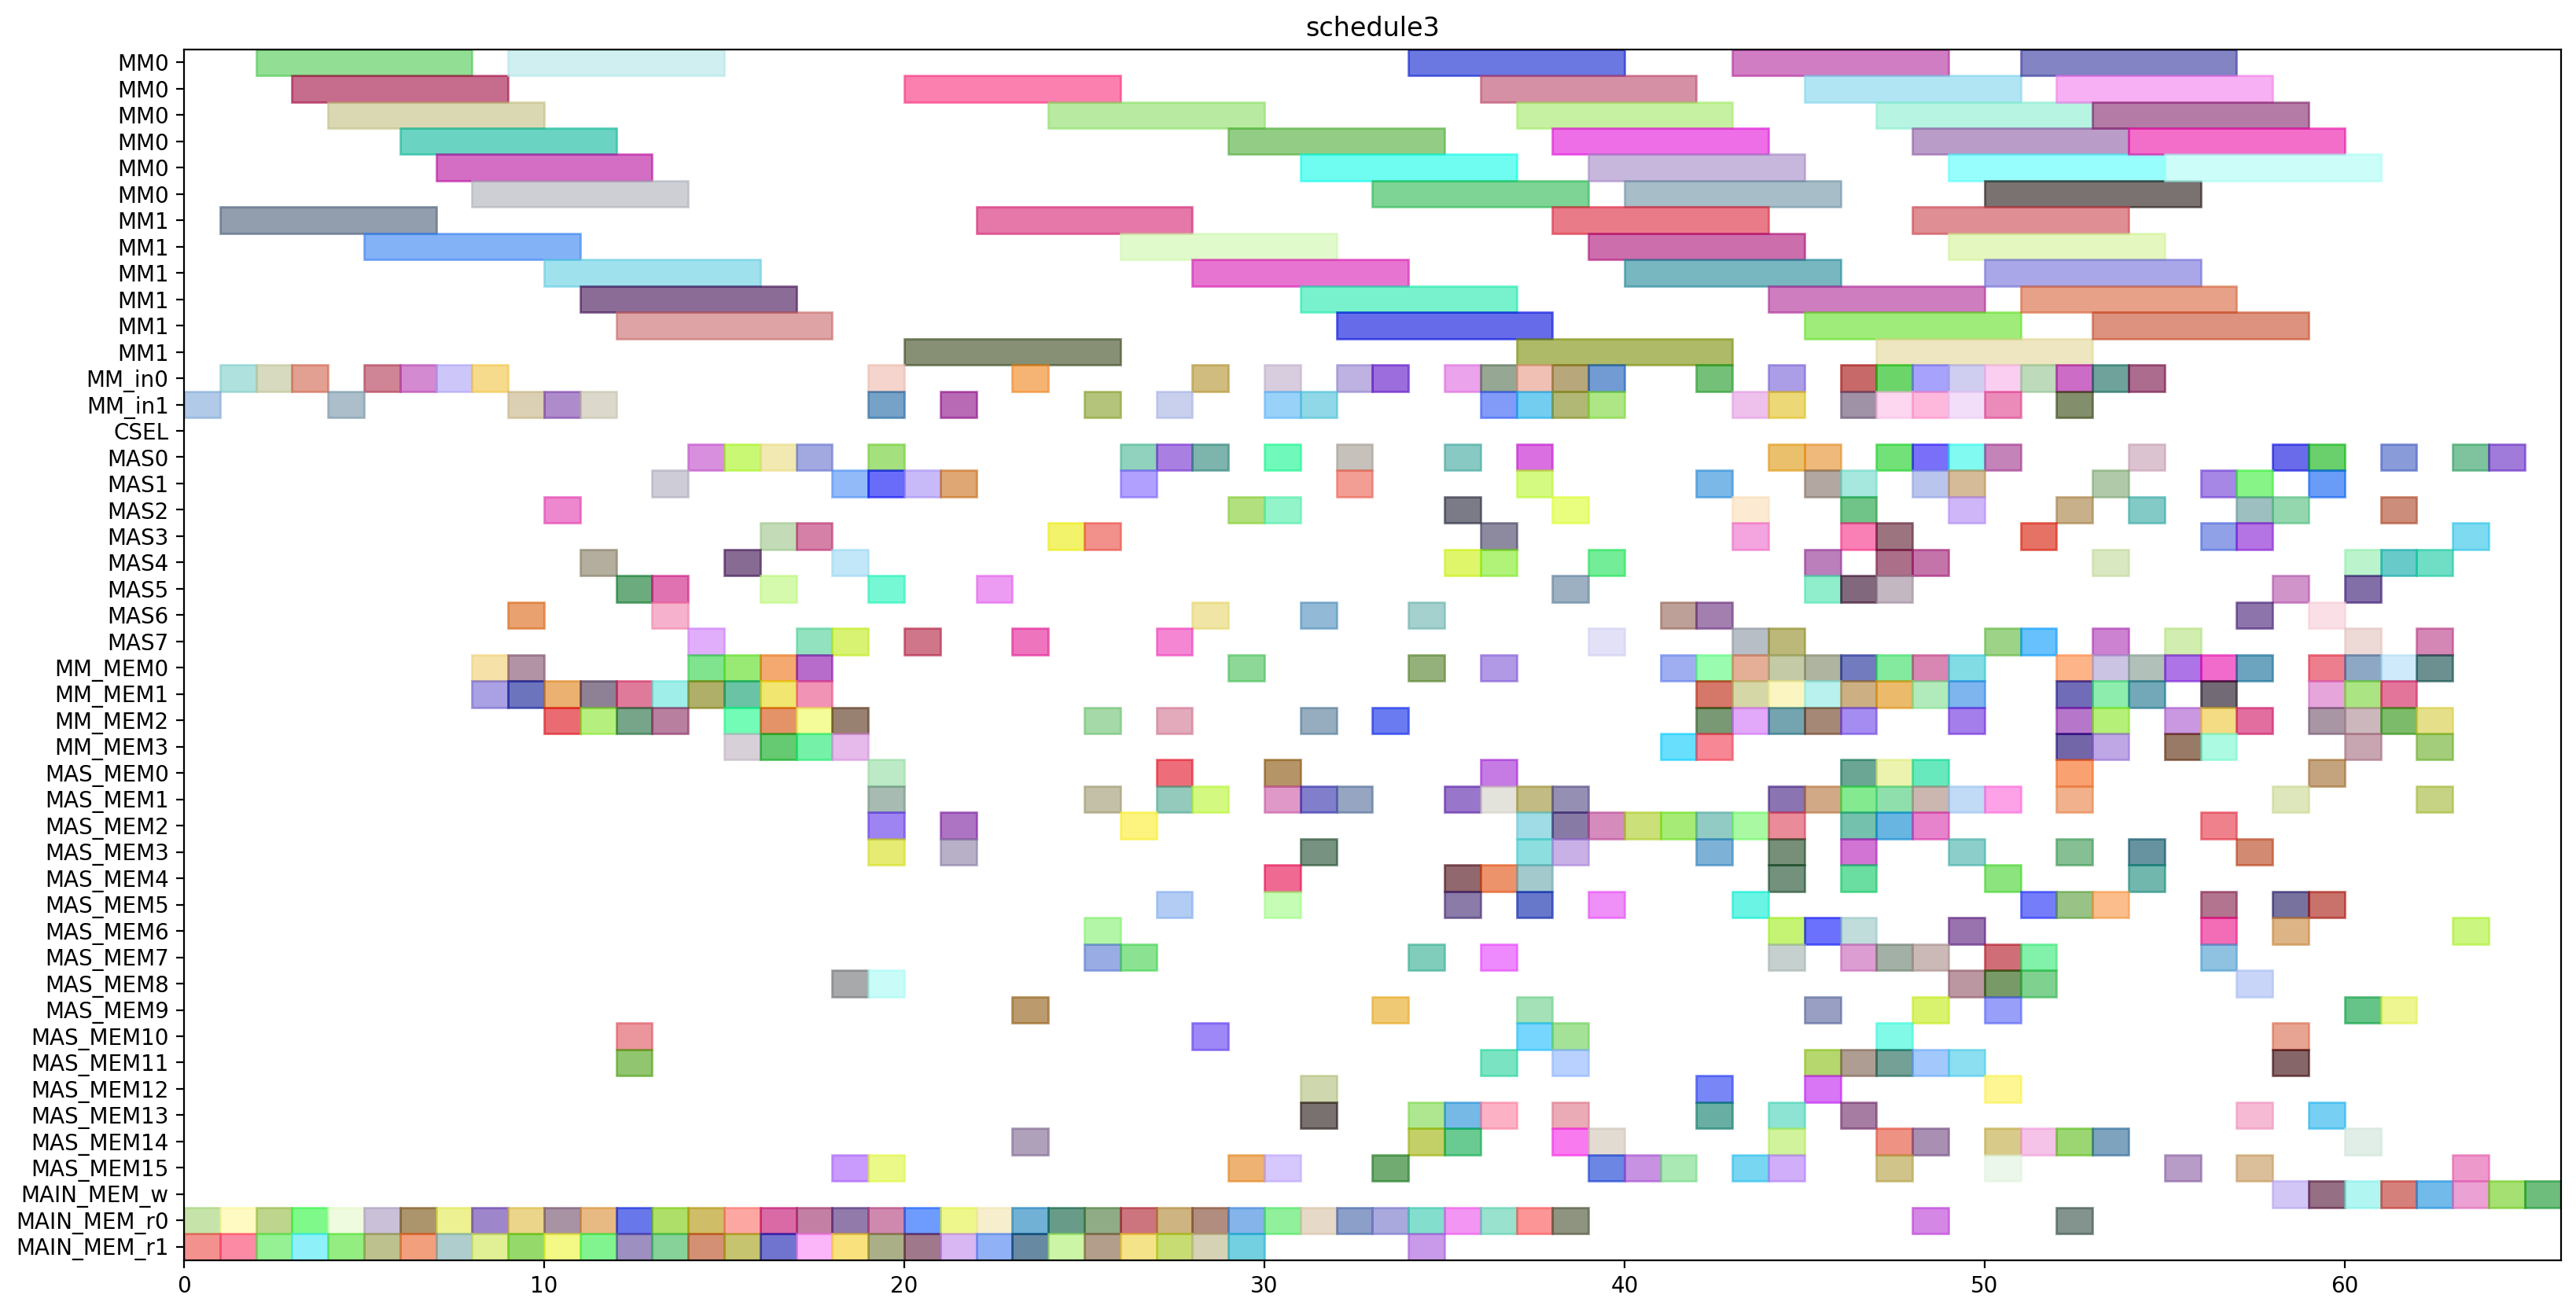 schedule3
MM0
MM0
MM0
MM0
MM0
MM0
MM1
MM1
MM1
MM1
MM1
MM1
MM_in0
MM_in1
CSEL
MAS0
MAS1
MAS2
MAS3
MAS4
MAS5
MAS6
MAS7
MM_MEM0
MM_MEM1
MM_MEM2
MM_MEM3
MAS_MEM0
MAS_MEM1
MAS_MEM2
MAS_MEM3
MAS_MEM4
MAS_MEM5
MAS_MEM6
MAS_MEM7
MAS_MEM8
MAS_MEM9
MAS_MEM10
MAS_MEM11
MAS_MEM12
MAS_MEM13
MAS_MEM14
MAS_MEM15
MAIN_MEM_w
MAIN_MEM_r0
MAIN_MEM_r1
0 10 20 30 40 50 60